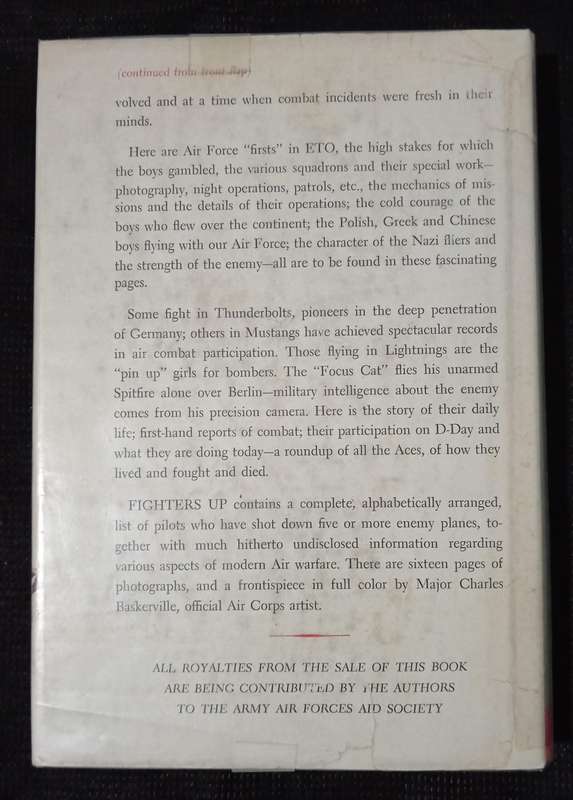 (continued from front flap)
volved and at a time when combat incidents were fresh in their
minds.
Here are Air Force “firsts” in ETO, the high stakes for which
the boys gambled, the various squadrons and their special work—
photography, night operations, patrols, etc., the mechanics of mis-
sions and the details of their operations; the cold courage of the
boys who flew over the continent; the Polish, Greek and Chinese
boys flying with our Air Force; the character of the Nazi fliers and
the strength of the enemy—all are to be found in these fascinating
pages.
Some fight in Thunderbolts, pioneers in the deep penetration
of Germany; others in Mustangs have achieved spectacular records
in air combat participation. Those flying in Lightnings are the
“pin up” girls for bombers. The “Focus Cat” flies his unarmed
Spitfire alone over Berlin—military intelligence about the enemy
comes from his precision camera. Here is the story of their daily
life; first-hand reports of combat; their participation on D-Day and
what they are doing today—a roundup of all the Aces, of how they
lived and fought and died.
FIGHTERS UP contains a complete, alphabetically arranged,
list of pilots who have shot down five or more enemy planes, to-
gether with much hitherto undisclosed information regarding
various aspects of modern Air warfare. There are sixteen pages of
photographs, and a frontispiece in full color by Major Charles
Baskerville, official Air Corps artist.
ALL ROYALTIES FROM THE SALE OF THIS BOOK
ARE BEING CONTRIBUTED BY THE AUTHORS
TO THE ARMY AIR FORCES AID SOCIETY